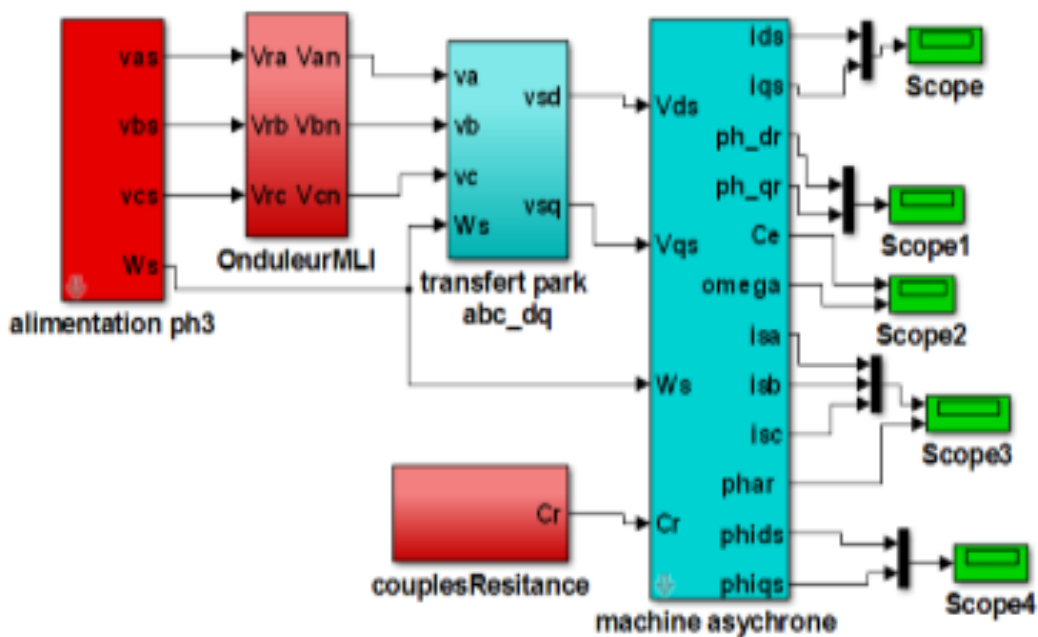 vas
vbs
vcs
Ws
alimentation ph3
Vra Van
Vrb Vbn
Vrc Vcn
OnduleurMLI
va
vb
vc
Ws
vsd
vsq
transfert park
abc_dq
Cr
couplesResitance
Vds
Vqs
Ws
Cr
ids
iqs
ph_dr
ph_qr
Ce
omega
isa
isb
isc
phar
phids
phiqs
machine asychrone
Scope
Scope1
Scope2
Scope3
Scope4